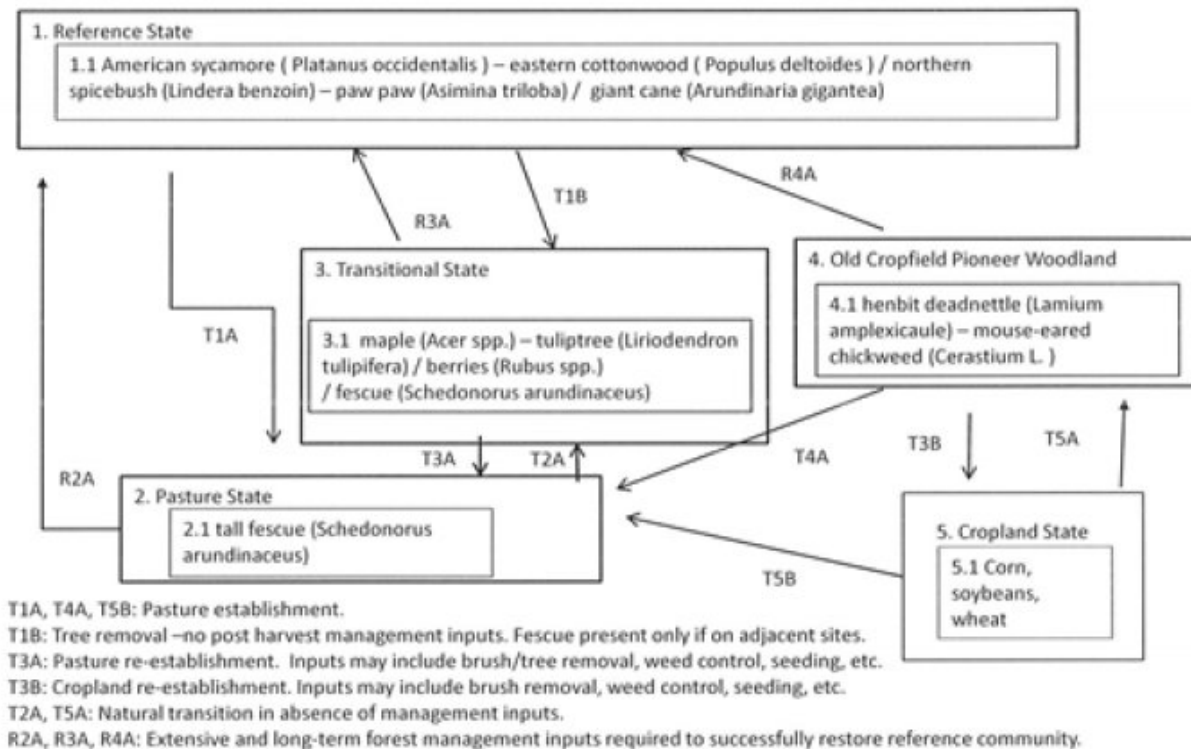 1. Reference State
1.1 American sycamore ( Platanus occidentalis ) – eastern cottonwood ( Populus deltoides ) / northern
spicebush (Lindera benzoin) – paw paw (Asimina triloba) / giant cane (Arundinaria gigantea)
R4A
T1B
R3A
3. Transitional State
4. Old Cropfield Pioneer Woodland
4.1 henbit deadnettle (Lamium
amplexicaule) – mouse-eared
chickweed (Cerastium L. )
T1A
3.1 maple (Acer spp.) – tuliptree (Liriodendron
tulipifera) / berries (Rubus spp.)
/ fescue (Schedonorus arundinaceus)
T3B
T5A
T3A
T2A
T4A
R2A
2. Pasture State
2.1 tall fescue (Schedonorus
arundinaceus)
5. Cropland State
5.1 Corn,
soybeans,
wheat
T5B
T1A, T4A, T5B: Pasture establishment.
T1B: Tree removal –no post harvest management inputs. Fescue present only if on adjacent sites.
T3A: Pasture re-establishment. Inputs may include brush/tree removal, weed control, seeding, etc.
T3B: Cropland re-establishment. Inputs may include brush removal, weed control, seeding, etc.
T2A, T5A: Natural transition in absence of management inputs.
R2A, R3A, R4A: Extensive and long-term forest management inputs required to successfully restore reference community.